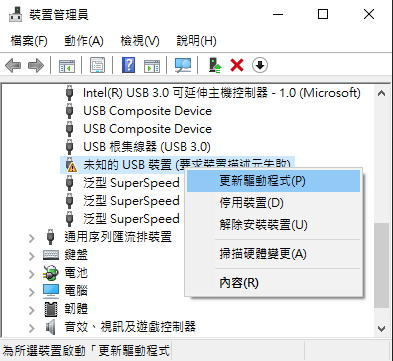 裝置管理員
檔案(F) 動作(A) 檢視(V) 說明(H)
Intel(R) USB 3.0 可延伸主機控制器 - 1.0 (Microsoft)
USB Composite Device
USB Composite Device
USB 根集線器 (USB 3.0)
未知的 USB 裝置 (要求裝置描述元失敗)
泛型 SuperSpeed
泛型 SuperSpeed
泛型 SuperSpeed
通用序列匯流排裝置
鍵盤
電池
電腦
韌體
音效、視訊及遊戲控制器
更新驅動程式(P)
停用裝置(D)
解除安裝裝置(U)
掃描硬體變更(A)
內容(R)
為所選裝置啟動「更新驅動程式